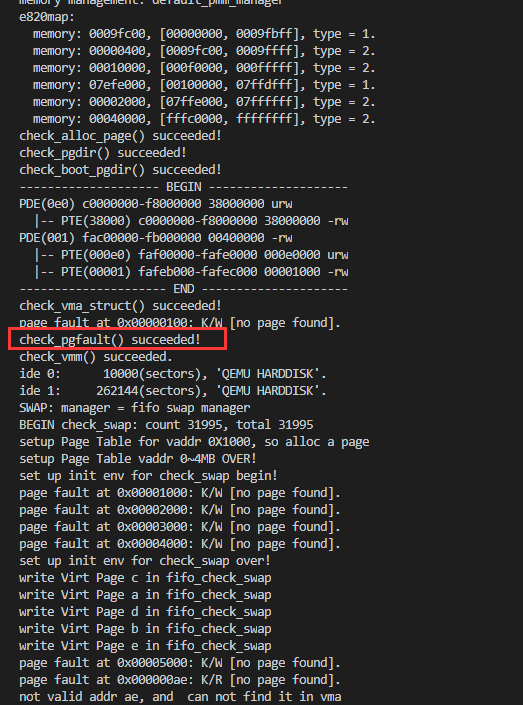 memory management: default_pmm_manager
e820map:
  memory: 0009fc00, [00000000, 0009fbff], type = 1.
  memory: 00000400, [0009fc00, 0009ffff], type = 2.
  memory: 00010000, [000f0000, 000fffff], type = 2.
  memory: 07efe000, [00100000, 07ffdfff], type = 1.
  memory: 00002000, [07ffe000, 07ffffff], type = 2.
  memory: 00040000, [fffc0000, ffffffff], type = 2.
check_alloc_page() succeeded!
check_pgdir() succeeded!
check_boot_pgdir() succeeded!
-------------------- BEGIN --------------------
PDE(0e0) c0000000-f8000000 38000000 urw
  |-- PTE(38000) c0000000-f8000000 38000000 -rw
PDE(001) fac00000-fb000000 00400000 -rw
  |-- PTE(000e0) faf00000-fafe0000 000e0000 urw
  |-- PTE(00001) fafeb000-fafec000 00001000 -rw
--------------------- END ---------------------
check_vma_struct() succeeded!
page fault at 0x00000100: K/W [no page found].
check_pgfault() succeeded!
check_vmm() succeeded.
ide 0:      10000(sectors), 'QEMU HARDDISK'.
ide 1:     262144(sectors), 'QEMU HARDDISK'.
SWAP: manager = fifo swap manager
BEGIN check_swap: count 31995, total 31995
setup Page Table for vaddr 0X1000, so alloc a page
setup Page Table vaddr 0~4MB OVER!
set up init env for check_swap begin!
page fault at 0x00001000: K/W [no page found].
page fault at 0x00002000: K/W [no page found].
page fault at 0x00003000: K/W [no page found].
page fault at 0x00004000: K/W [no page found].
set up init env for check_swap over!
write Virt Page c in fifo_check_swap
write Virt Page a in fifo_check_swap
write Virt Page d in fifo_check_swap
write Virt Page b in fifo_check_swap
write Virt Page e in fifo_check_swap
page fault at 0x00005000: K/W [no page found].
page fault at 0x000000ae: K/R [no page found].
not valid addr ae, and  can not find it in vma